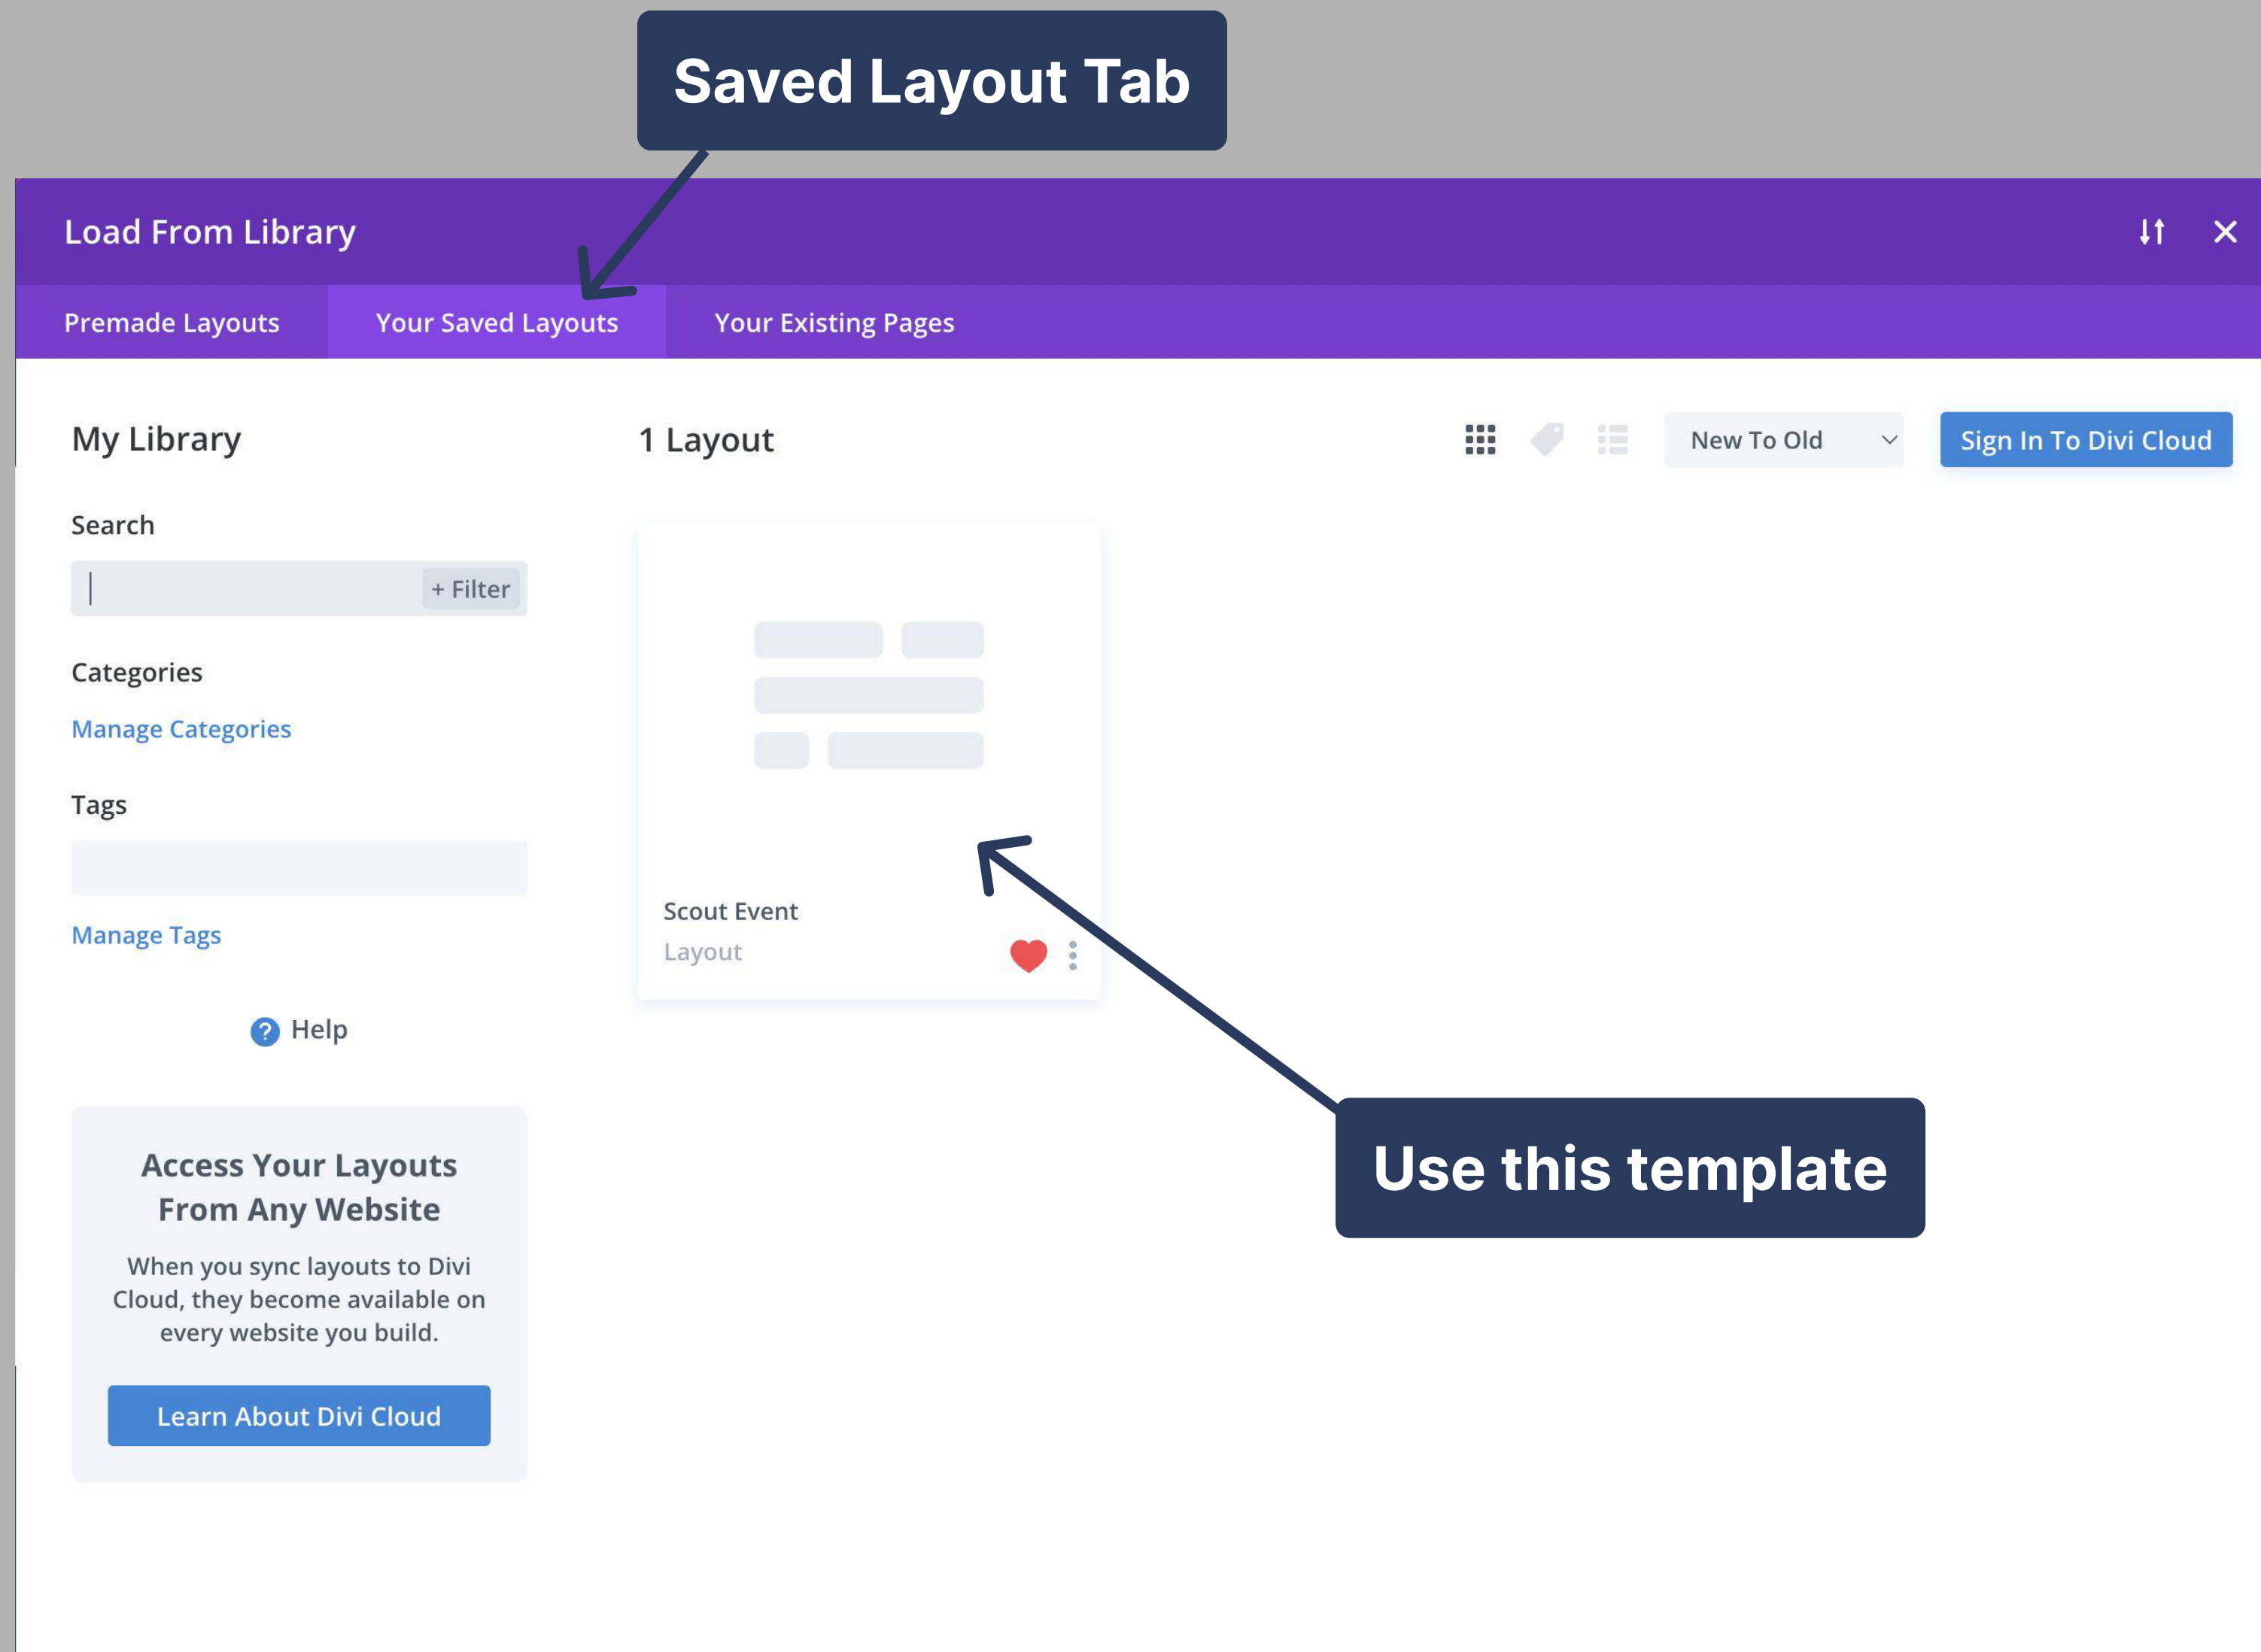 Saved Layout Tab
Load From Library
Premade Layouts
Your Saved Layouts
Your Existing Pages
My Library
1 Layout
New To Old
Sign In To Divi Cloud
Search
+ Filter
Categories
Manage Categories
Tags
Manage Tags
? Help
Scout Event
Layout
Use this template
Access Your Layouts
From Any Website
When you sync layouts to Divi
Cloud, they become available on
every website you build.
Learn About Divi Cloud